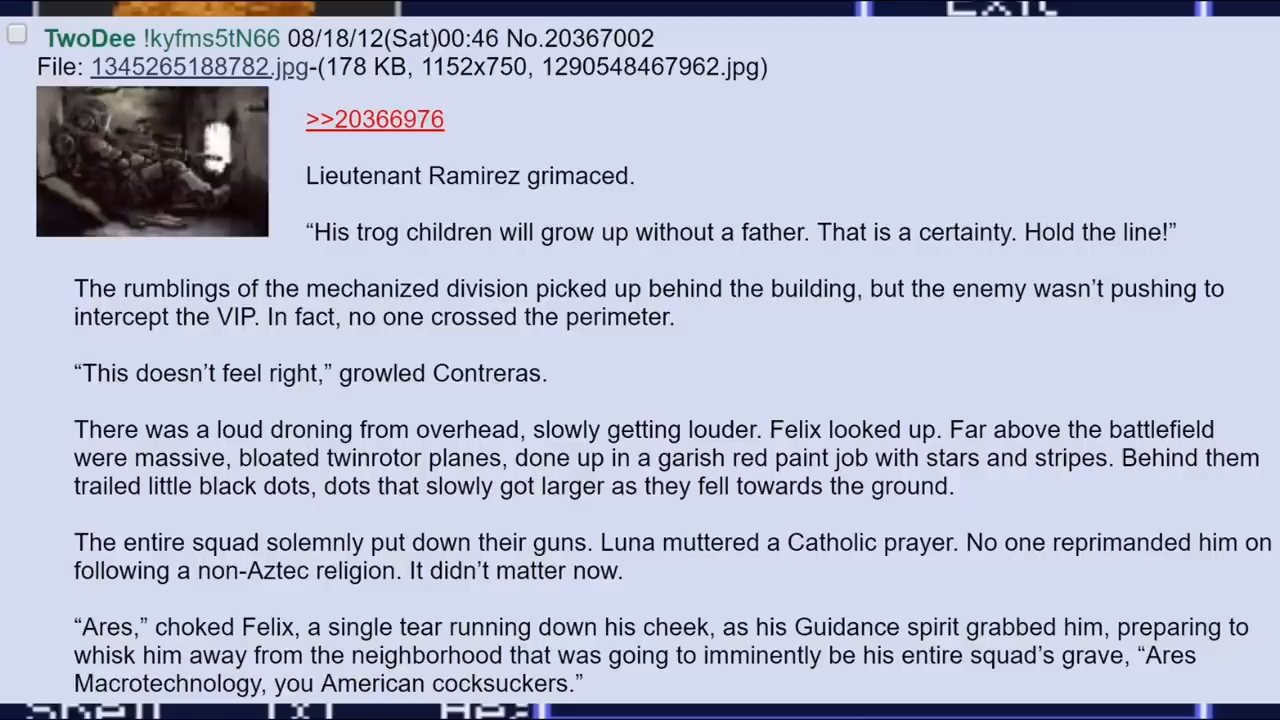 Exit
TwoDee !kyfms5tN66 08/18/12(Sat)00:46 No.20367002
File: 1345265188782.jpg-(178 KB, 1152x750, 1290548467962.jpg)
>>20366976
Lieutenant Ramirez grimaced.
“His trog children will grow up without a father. That is a certainty. Hold the line!”
The rumblings of the mechanized division picked up behind the building, but the enemy wasn’t pushing to
intercept the VIP. In fact, no one crossed the perimeter.
“This doesn’t feel right,” growled Contreras.
There was a loud droning from overhead, slowly getting louder. Felix looked up. Far above the battlefield
were massive, bloated twinrotor planes, done up in a garish red paint job with stars and stripes. Behind them
trailed little black dots, dots that slowly got larger as they fell towards the ground.
The entire squad solemnly put down their guns. Luna muttered a Catholic prayer. No one reprimanded him on
following a non-Aztec religion. It didn’t matter now.
“Ares,” choked Felix, a single tear running down his cheek, as his Guidance spirit grabbed him, preparing to
whisk him away from the neighborhood that was going to imminently be his entire squad’s grave, “Ares
Macrotechnology, you American cocksuckers.”